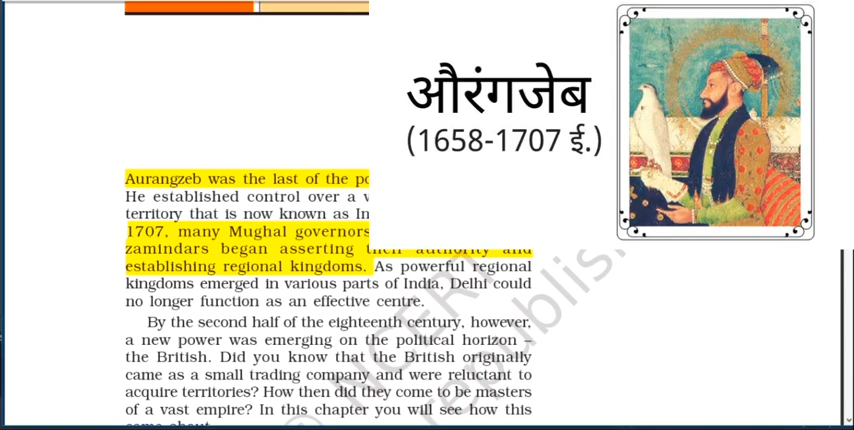 औरंगजेब
(1658-1707 ई.)
Aurangzeb was the last of the
He established control over a
territory that is now known as
1707, many Mughal governors
zamindars began asserting their authority and
establishing regional kingdoms. As powerful regional
kingdoms emerged in various parts of India, Delhi could
no longer function as an effective centre.
By the second half of the eighteenth century, however,
a new power was emerging on the political horizon –
the British. Did you know that the British originally
came as a small trading company and were reluctant to
acquire territories? How then did they come to be masters
of a vast empire? In this chapter you will see how this
© NCERT
republish